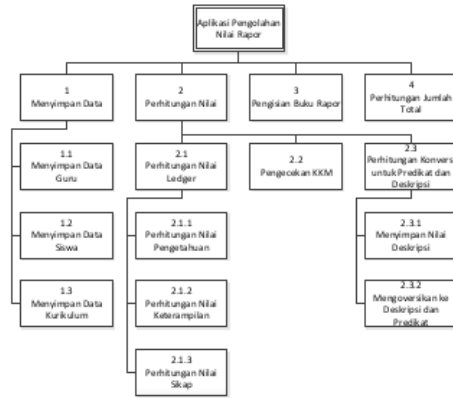 Aplikasi Pengolahan
Nilai Rapor
1
Menyimpan Data
2
Perhitungan Nilai
3
Pengisian Buku Rapor
4
Perhitungan Jumlah
Total
1.1
Menyimpan Data
Guru
2.1
Perhitungan Nilai
Ledger
2.2
Pengecekan KKM
2.3
Perhitungan Konvers
untuk Predikat dan
Deskripsi
1.2
Menyimpan Data
Siswa
2.1.1
Perhitungan Nilai
Pengetahuan
2.3.1
Menyimpan Nilai
Deskripsi
1.3
Menyimpan Data
Kurikulum
2.1.2
Perhitungan Nilai
Keterampilan
2.3.2
Mengoversikan ke
Deskripsi dan
Predikat
2.1.3
Perhitungan Nilai
Sikap